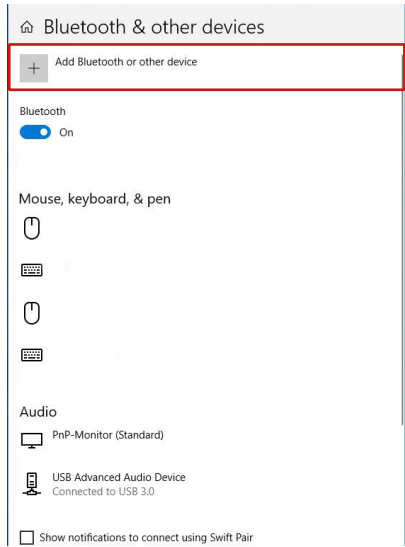 Bluetooth & other devices
Add Bluetooth or other device
Bluetooth
On
Mouse, keyboard, & pen
Audio
PnP-Monitor (Standard)
USB Advanced Audio Device
Connected to USB 3.0
Show notifications to connect using Swift Pair